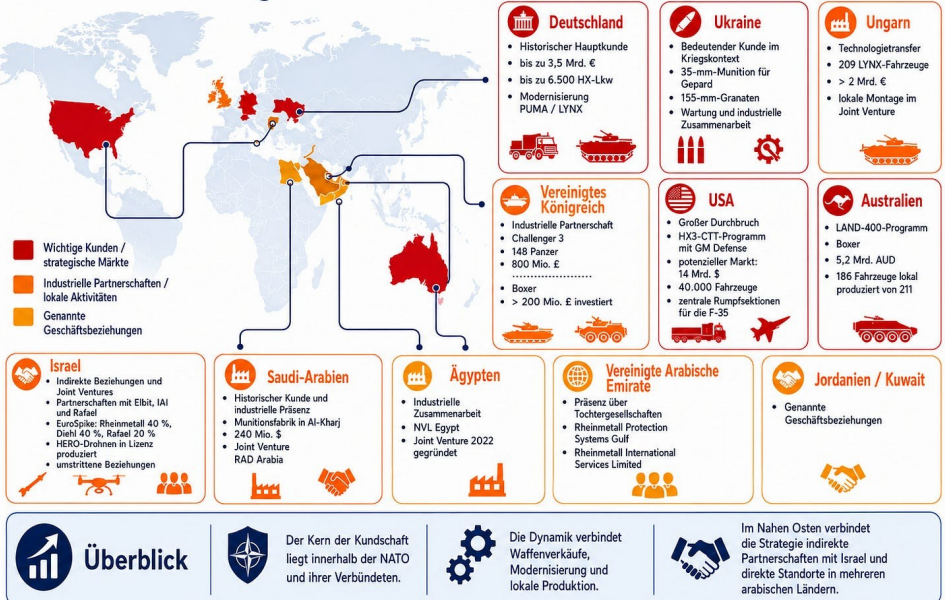 Deutschland
• Historischer Hauptkunde
• bis zu 3,5 Mrd. €
• bis zu 6.500 HX-Lkw
• Modernisierung
PUMA / LYNX
Ukraine
• Bedeutender Kunde im
Kriegskontext
• 35-mm-Munition für
Gepard
• 155-mm-Granaten
• Wartung und industrielle
Zusammenarbeit
Ungarn
• Technologietransfer
• 209 LYNX-Fahrzeuge
• > 2 Mrd. €
• lokale Montage im
Joint Venture
Vereinigtes
Königreich
• Industrielle Partnerschaft
• Challenger 3
• 148 Panzer
• 800 Mio. £
• Boxer
• > 200 Mio. £ investiert
USA
• Großer Durchbruch
• HX3-CTT-Programm
mit GM Defense
• potenzieller Markt:
14 Mrd. $
• 40.000 Fahrzeuge
• zentrale Rumpfsektionen
für die F-35
Australien
• LAND-400-Programm
• Boxer
• 5,2 Mrd. AUD
• 186 Fahrzeuge lokal
produziert von 211
Wichtige Kunden /
strategische Märkte
Industrielle Partnerschaften /
lokale Aktivitäten
Genannte
Geschäftsbeziehungen
Israel
• Indirekte Beziehungen und
Joint Ventures
• Partnerschaften mit Elbit, IAI
und Rafael
• EuroSpike: Rheinmetall 40 %,
Diehl 40 %, Rafael 20 %
• HERO-Drohnen in Lizenz
produziert
• umstrittene Beziehungen
Saudi-Arabien
• Historischer Kunde und
industrielle Präsenz
• Munitionsfabrik in Al-Kharj
• 240 Mio. $
• Joint Venture
RAD Arabia
Ägypten
• Industrielle
Zusammenarbeit
• NVL Egypt
• Joint Venture 2022
gegründet
Vereinigte Arabische
Emirate
• Präsenz über
Tochtergesellschaften
• Rheinmetall Protection
Systems Gulf
• Rheinmetall International
Services Limited
Jordanien / Kuwait
• Genannte
Geschäftsbeziehungen
Überblick
Der Kern der Kundschaft
liegt innerhalb der NATO
und ihrer Verbündeten.
Die Dynamik verbindet
Waffenverkäufe,
Modernisierung und
lokale Produktion.
Im Nahen Osten verbindet
die Strategie indirekte
Partnerschaften mit Israel und
direkte Standorte in mehreren
arabischen Ländern.